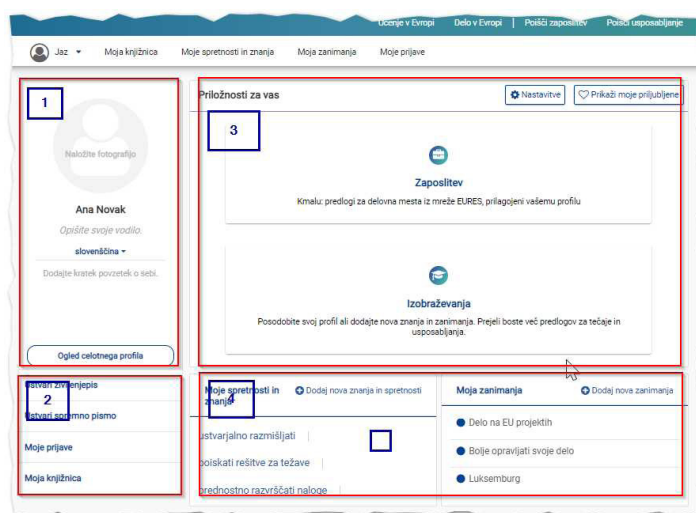 Učenje v Evropi Delo v Evropi | Poišči zaposlitev Poišči usposabljanje
Jaz Moja knjižnica Moje spretnosti in znanja Moja zanimanja Moje prijave
1
Naložite fotografijo
Ana Novak
Opišite svoje vodilo.
slovenščina
Dodajte kratek povzetek o sebi.
Ogled celotnega profila
Priložnosti za vas Nastavitve Prikaži moje priljubljene
3
Zaposlitev
Kmalu: predlogi za delovna mesta iz mreže EURES, prilagojeni vašemu profilu
Izobraževanja
Posodobite svoj profil ali dodajte nova znanja in zanimanja. Prejeli boste več predlogov za tečaje in
usposabljanja.
Ustvari življenjepis
2
Ustvari spremno pismo
Moje prijave
Moja knjižnica
Moje spretnosti in Dodaj nova znanja in spretnosti
znanja
4
ustvarjalno razmišljati
poiskati rešitve za težave
prednostno razvrščati naloge
Moja zanimanja Dodaj nova zanimanja
Delo na EU projektih
Bolje opravljati svoje delo
Luksemburg